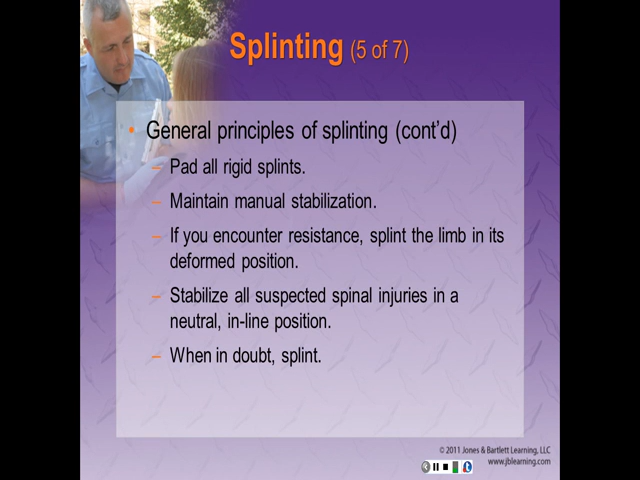 Splinting (5 of 7)
• General principles of splinting (cont’d)
– Pad all rigid splints.
– Maintain manual stabilization.
– If you encounter resistance, splint the limb in its
deformed position.
– Stabilize all suspected spinal injuries in a
neutral, in-line position.
– When in doubt, splint.
© 2011 Jones & Bartlett Learning, LLC
www.jblearning.com